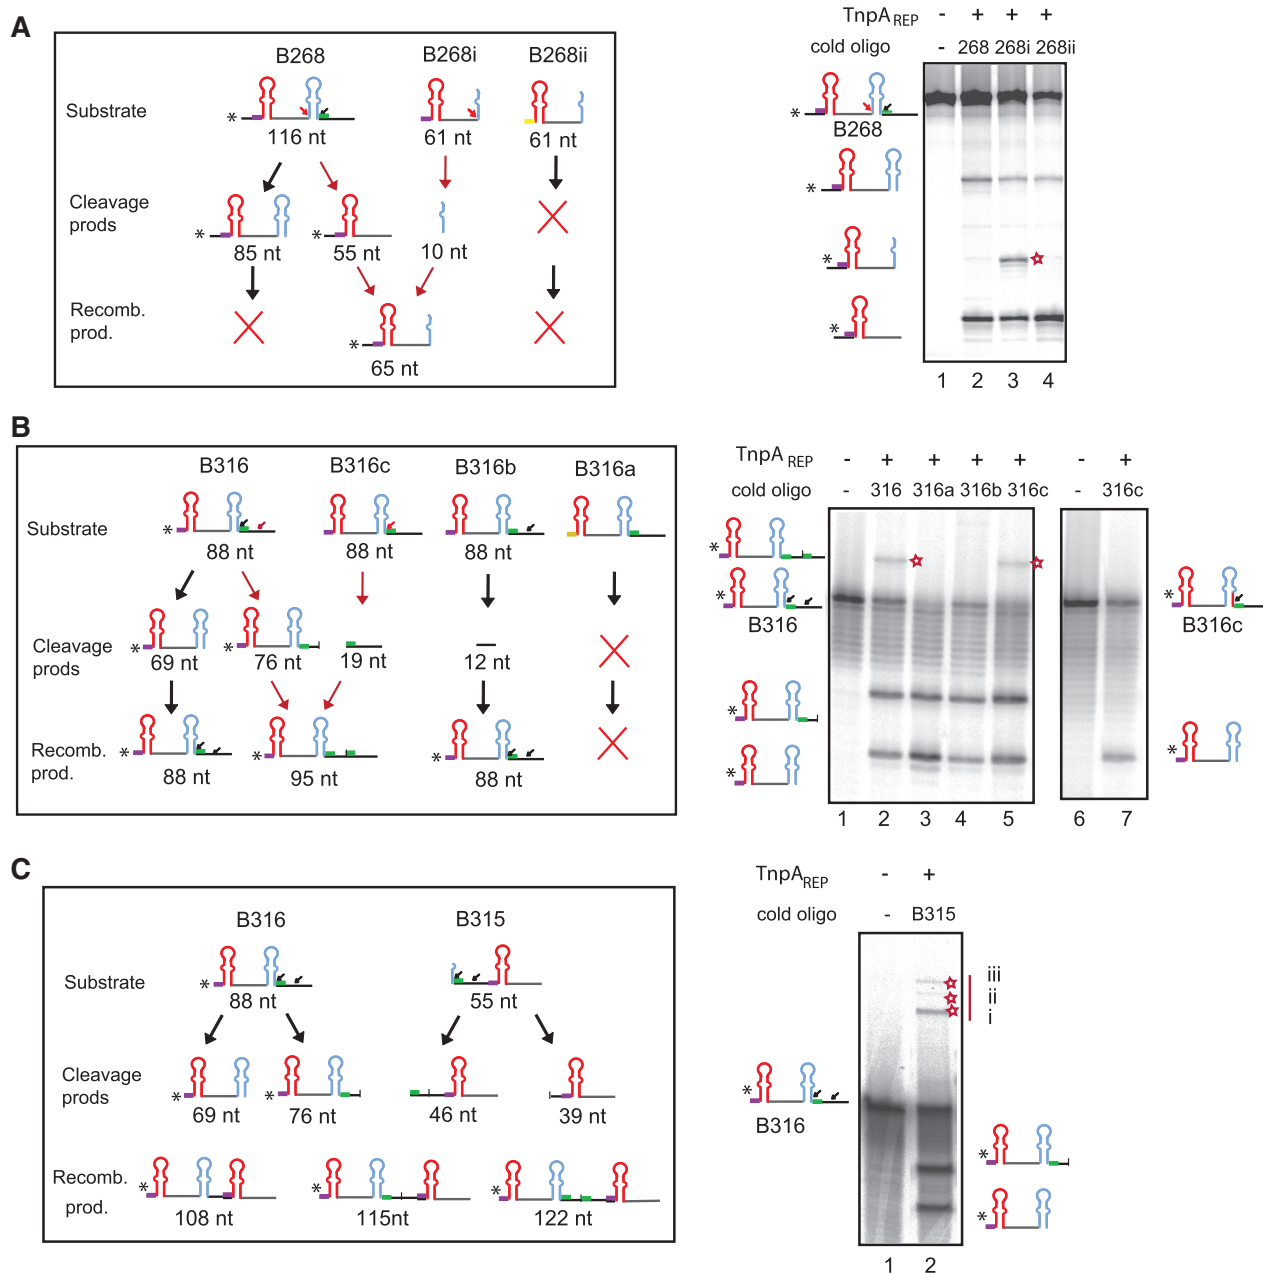 A
B268 B268i B268ii
Substrate
*
116 nt 61 nt 61 nt
Cleavage
prods
* *
85 nt 55 nt 10 nt
Recomb.
prod.
*
65 nt
TnpA REP - + + +
cold oligo - 268 268i 268ii
*
B268
*
*
*
1 2 3 4
B
B316 B316c B316b B316a
Substrate
*
88 nt 88 nt 88 nt
Cleavage
prods
* *
69 nt 76 nt 19 nt 12 nt
Recomb.
prod.
* * *
88 nt 95 nt 88 nt
TnpA REP - + + + + - +
cold oligo - 316 316a 316b 316c - 316c
*
*
B316
*
*
*
B316c
*
1 2 3 4 5 6 7
C
B316 B315
Substrate
*
88 nt 55 nt
Cleavage
prods
* *
69 nt 76 nt 46 nt 39 nt
Recomb.
prod.
* * *
108 nt 115nt 122 nt
TnpA REP - +
cold oligo - B315
iii
ii
i
*
B316
*
*
1 2